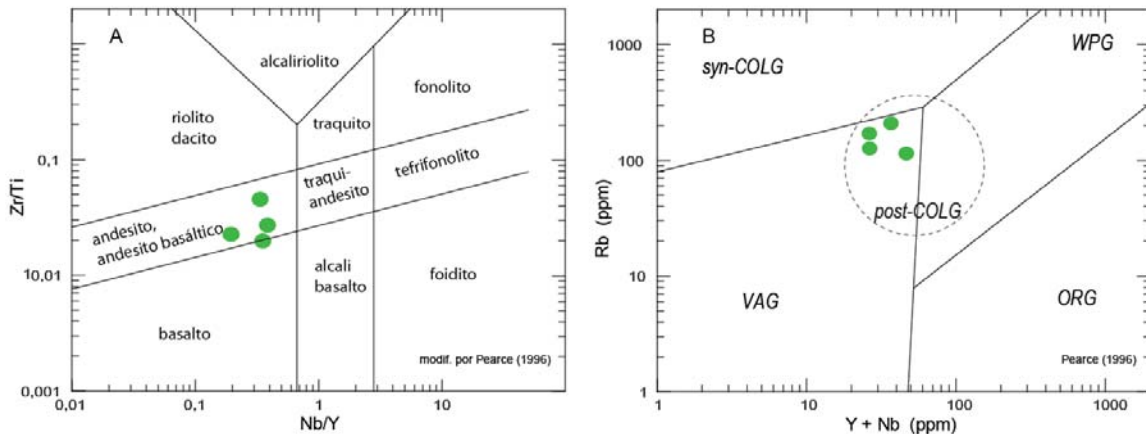 A
alcaliriolito
fonolito
riolito
dacito
traquito
tefrifonolito
traqui-
andesito
andesito,
andesito basáltico
alcali
basalto
foidito
basalto
modif. por Pearce (1996)
0,1
10,01
0,001
Zr/Ti
0,01
0,1
1
10
Nb/Y
B
syn-COLG
WPG
post-COLG
VAG
ORG
Pearce (1996)
1000
100
10
1
Rb (ppm)
1
10
100
1000
Y + Nb (ppm)